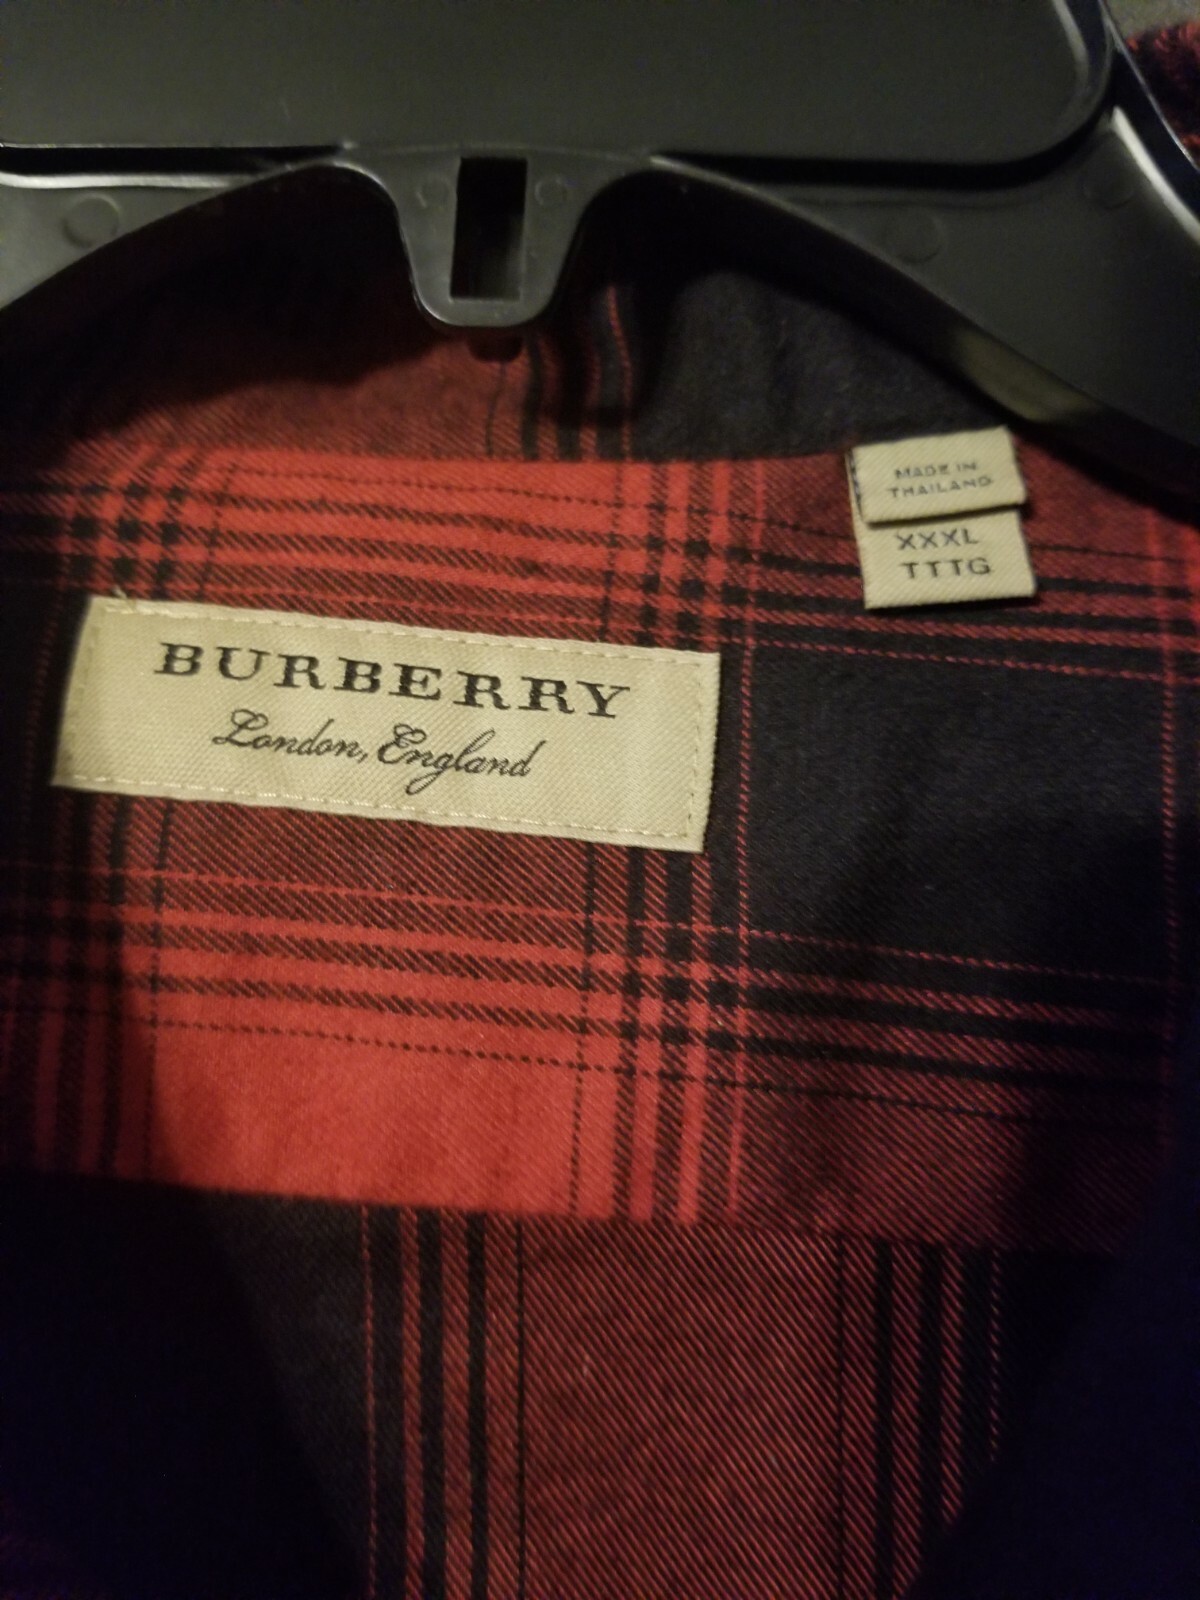 MADE IN
THAILAND
XXXL
TTTG
BURBERRY
London, England